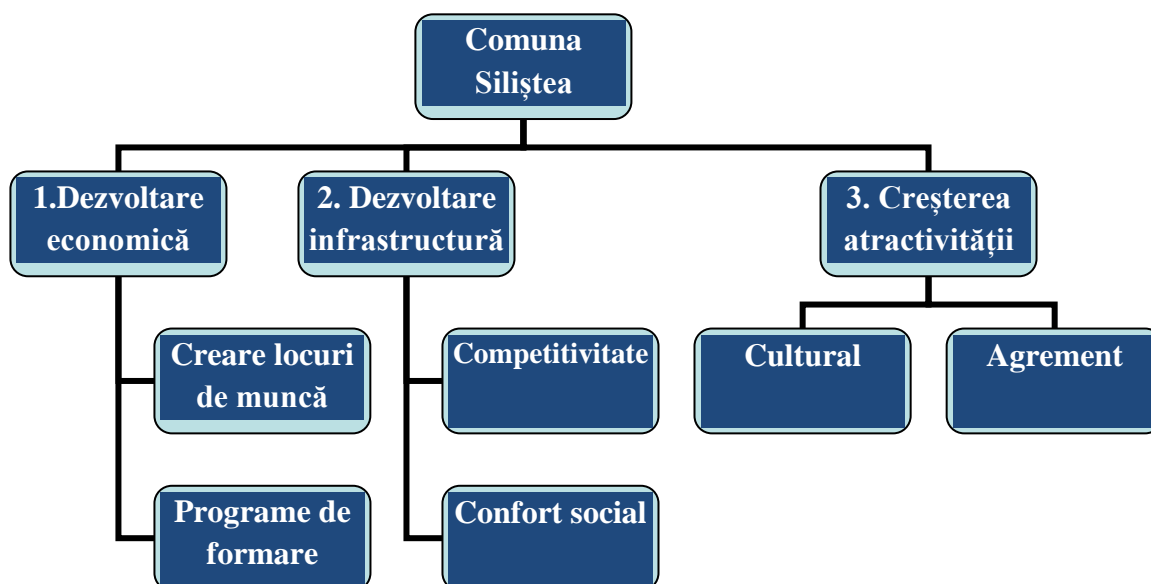 Comuna
Siliștea
1.Dezvoltare
economică
2. Dezvoltare
infrastructură
3. Creșterea
atractivității
Creare locuri
de muncă
Competitivitate
Cultural
Agrement
Programe de
formare
Confort social